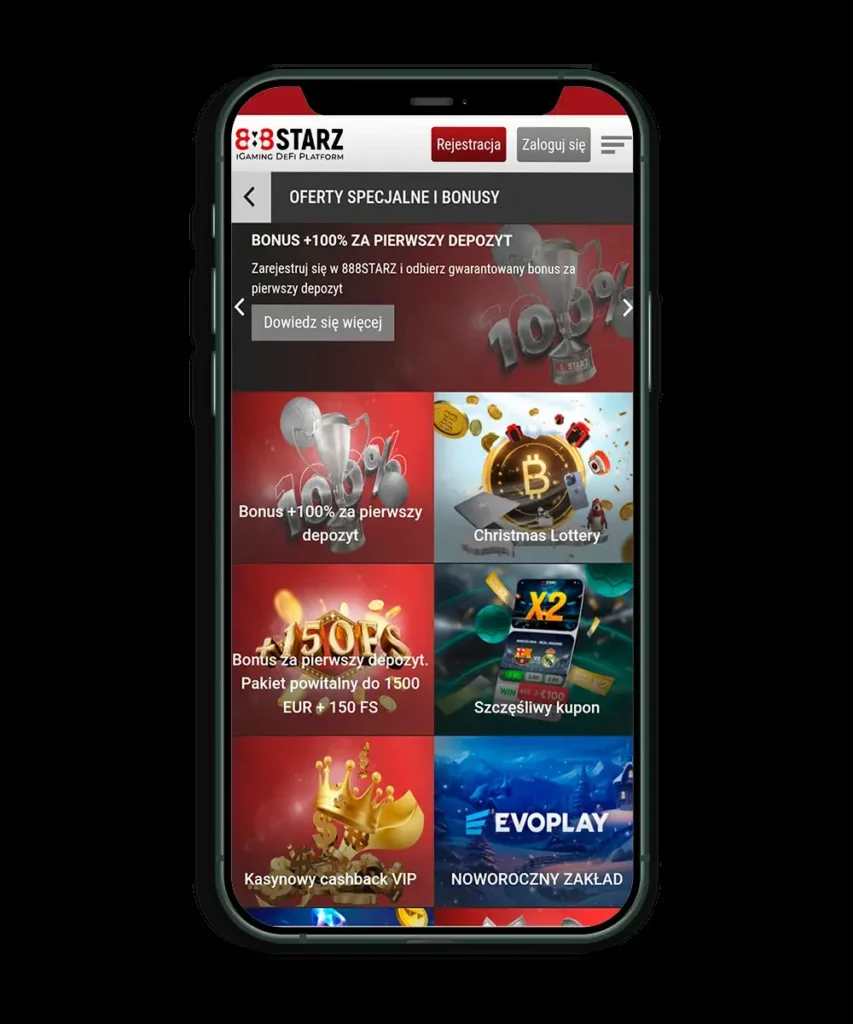 888STARZ
iGAMING DEFI PLATFORM
Rejestracja
Zaloguj się
OFERTY SPECJALNE I BONUSY
BONUS +100% ZA PIERWSZY DEPOZYT
Zarejestruj się w 888STARZ i odbierz gwarantowany bonus za
pierwszy depozyt
Dowiedz się więcej
100%
100%
Bonus +100% za pierwszy
depozyt
Christmas Lottery
+150FS
Bonus za pierwszy depozyt.
Pakiet powitalny do 1500
EUR + 150 FS
X2
WIN
€100
Szczęśliwy kupon
Kasynowy cashback VIP
EVOPLAY
NOWOROCZNY ZAKŁAD